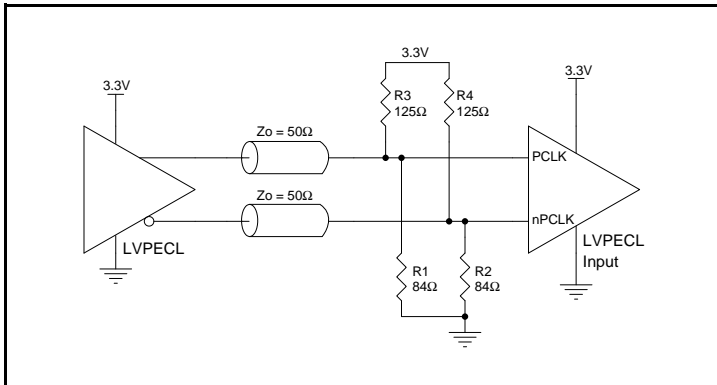 3.3V
3.3V
3.3V
R3
125Ω
R4
125Ω
Zo = 50Ω
PCLK
Zo = 50Ω
nPCLK
LVPECL
LVPECL
Input
R1
84Ω
R2
84Ω